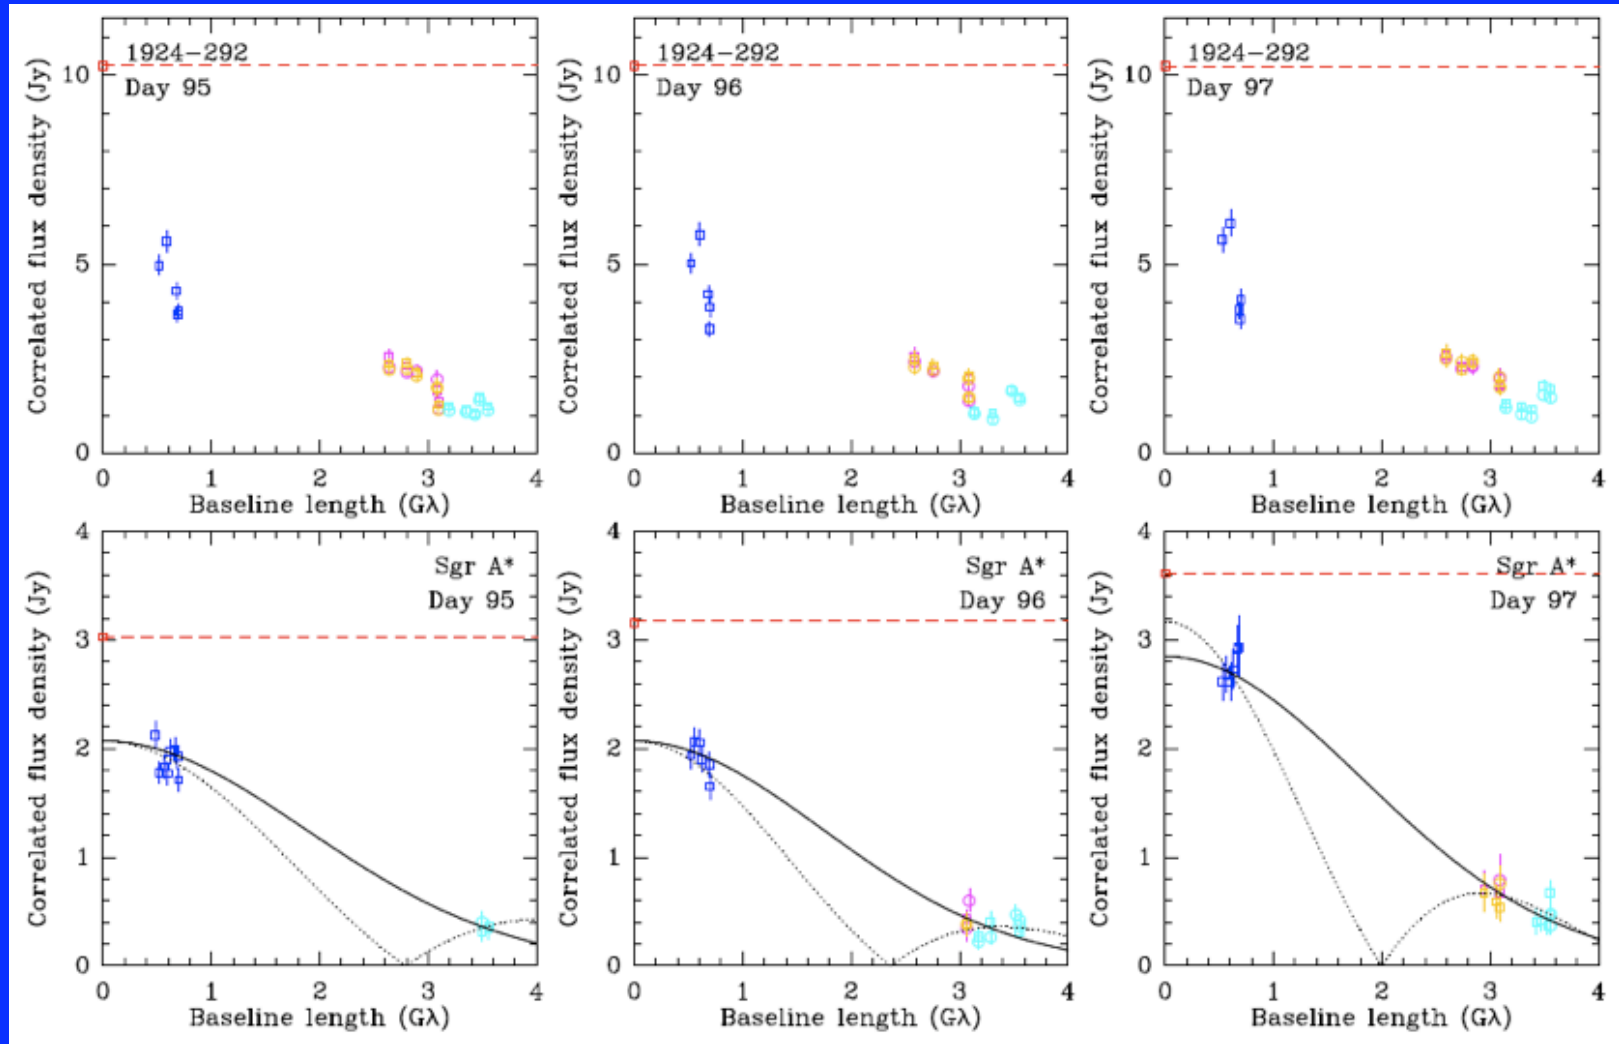 Correlated flux density (Jy)
10
5
0
1924-292
Day 95
0 1 2 3 4
Baseline length (Gλ)
Correlated flux density (Jy)
10
5
0
1924-292
Day 96
0 1 2 3 4
Baseline length (Gλ)
Correlated flux density (Jy)
10
5
0
1924-292
Day 97
0 1 2 3 4
Baseline length (Gλ)
Correlated flux density (Jy)
4
3
2
1
0
Sgr A*
Day 95
0 1 2 3 4
Baseline length (Gλ)
Correlated flux density (Jy)
4
3
2
1
0
Sgr A*
Day 96
0 1 2 3 4
Baseline length (Gλ)
Correlated flux density (Jy)
4
3
2
1
0
Sgr A*
Day 97
0 1 2 3 4
Baseline length (Gλ)